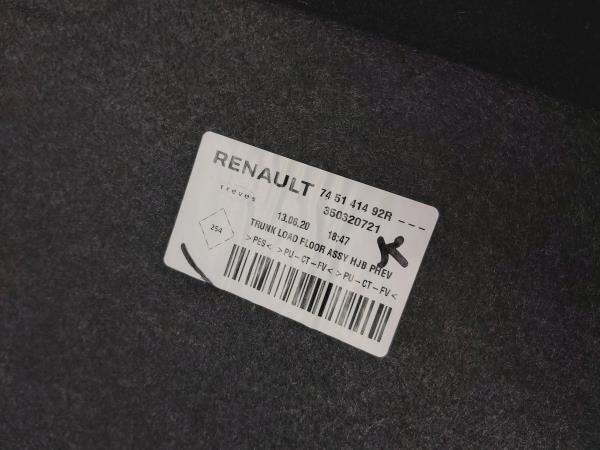 RENAULT 74 51 414 92R ---
Treves 350320721
13.06.20 18:47
254 TRUNK LOAD FLOOR ASSY HJB PHEV
>PES< >PU-CT-FV< >PU-CT-FV<